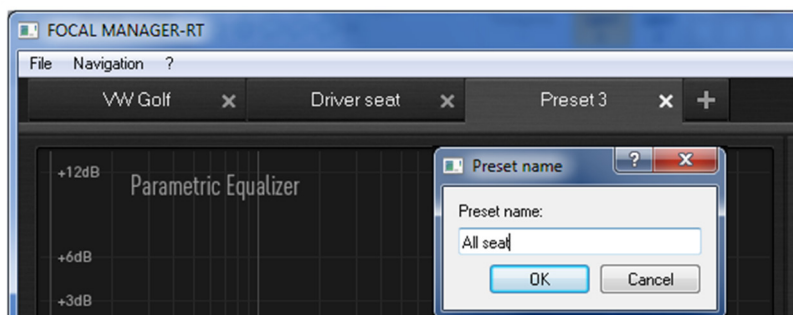 FOCAL MANAGER-RT
File Navigation ?
VW Golf × Driver seat × Preset 3 × +
+12dB
Parametric Equalizer
Preset name ? ×
Preset name:
All seat
+6dB
OK Cancel
+3dB